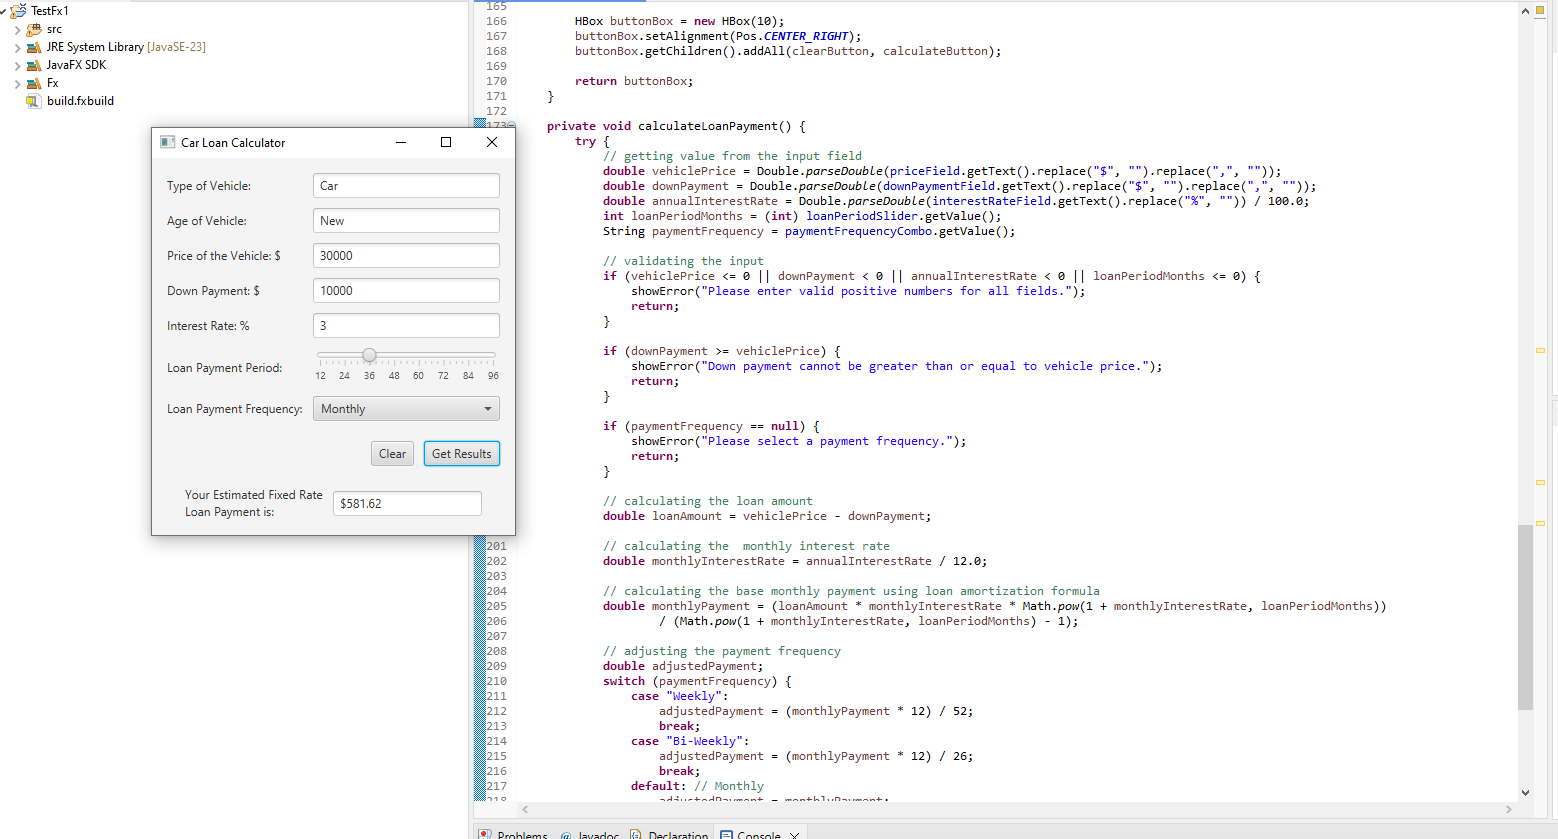 TestFx1
src
JRE System Library [JavaSE-23]
JavaFX SDK
Fx
build.fxbuild
Car Loan Calculator
Type of Vehicle: Car
Age of Vehicle: New
Price of the Vehicle: $ 30000
Down Payment: $ 10000
Interest Rate: % 3
Loan Payment Period:
12 24 36 48 60 72 84 96
Loan Payment Frequency: Monthly
Clear Get Results
Your Estimated Fixed Rate
Loan Payment is: $581.62
165
166 HBox buttonBox = new HBox(10);
167 buttonBox.setAlignment(Pos.CENTER_RIGHT);
168 buttonBox.getChildren().addAll(clearButton, calculateButton);
169
170 return buttonBox;
171 }
172
173 private void calculateLoanPayment() {
try {
// getting value from the input field
double vehiclePrice = Double.parseDouble(priceField.getText().replace("$", "").replace(",", ""));
double downPayment = Double.parseDouble(downPaymentField.getText().replace("$", "").replace(",", ""));
double annualInterestRate = Double.parseDouble(interestRateField.getText().replace("%", "")) / 100.0;
int loanPeriodMonths = (int) loanPeriodSlider.getValue();
String paymentFrequency = paymentFrequencyCombo.getValue();
// validating the input
if (vehiclePrice <= 0 || downPayment < 0 || annualInterestRate < 0 || loanPeriodMonths <= 0) {
showError("Please enter valid positive numbers for all fields.");
return;
}
if (downPayment >= vehiclePrice) {
showError("Down payment cannot be greater than or equal to vehicle price.");
return;
}
if (paymentFrequency == null) {
showError("Please select a payment frequency.");
return;
}
// calculating the loan amount
double loanAmount = vehiclePrice - downPayment;
201 // calculating the  monthly interest rate
202 double monthlyInterestRate = annualInterestRate / 12.0;
203
204 // calculating the base monthly payment using loan amortization formula
205 double monthlyPayment = (loanAmount * monthlyInterestRate * Math.pow(1 + monthlyInterestRate, loanPeriodMonths))
206 / (Math.pow(1 + monthlyInterestRate, loanPeriodMonths) - 1);
207
208 // adjusting the payment frequency
209 double adjustedPayment;
210 switch (paymentFrequency) {
211 case "Weekly":
212 adjustedPayment = (monthlyPayment * 12) / 52;
213 break;
214 case "Bi-Weekly":
215 adjustedPayment = (monthlyPayment * 12) / 26;
216 break;
217 default: // Monthly
218 adjustedPayment = monthlyPayment;
Problems @ Javadoc Declaration Console